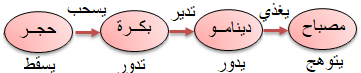 يسحب تدير يغذي
حجر بكرة دينامو مصباح
يسقط تدور يدور يتوهج